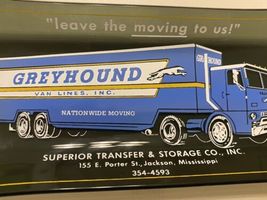 "leave the moving to us!"
GREYHOUND
VAN LINES, INC.
NATIONWIDE MOVING
SUPERIOR TRANSFER & STORAGE CO., INC.
155 E. Porter St., Jackson, Mississippi
354-4593